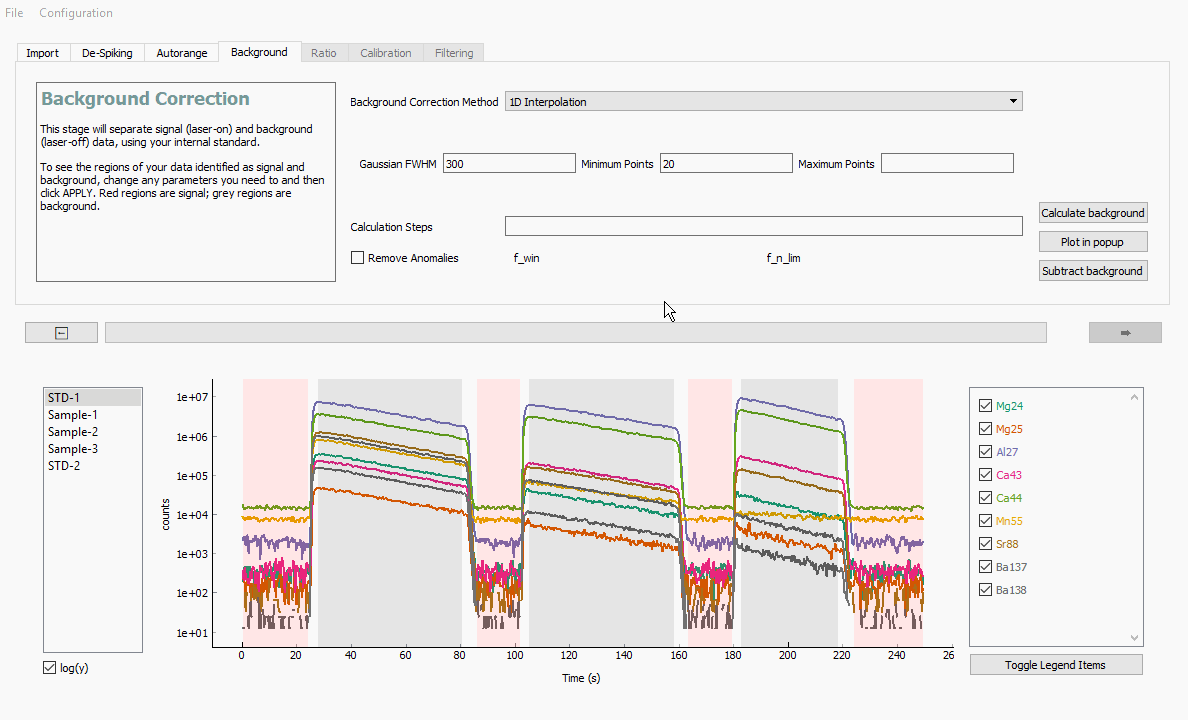 File Configuration
Import De-Spiking Autorange Background Ratio Calibration Filtering
Background Correction
This stage will separate signal (laser-on) and background
(laser-off) data, using your internal standard.
To see the regions of your data identified as signal and
background, change any parameters you need to and then
click APPLY. Red regions are signal; grey regions are
background.
Background Correction Method 1D Interpolation
Gaussian FWHM 300 Minimum Points 20 Maximum Points
Calculation Steps
Remove Anomalies f_win f_n_lim
Calculate background
Plot in popup
Subtract background
STD-1
Sample-1
Sample-2
Sample-3
STD-2
log(y)
counts
1e+07
1e+06
1e+05
1e+04
1e+03
1e+02
1e+01
0 20 40 60 80 100 120 140 160 180 200 220 240 26
Time (s)
Mg24
Mg25
Al27
Ca43
Ca44
Mn55
Sr88
Ba137
Ba138
Toggle Legend Items